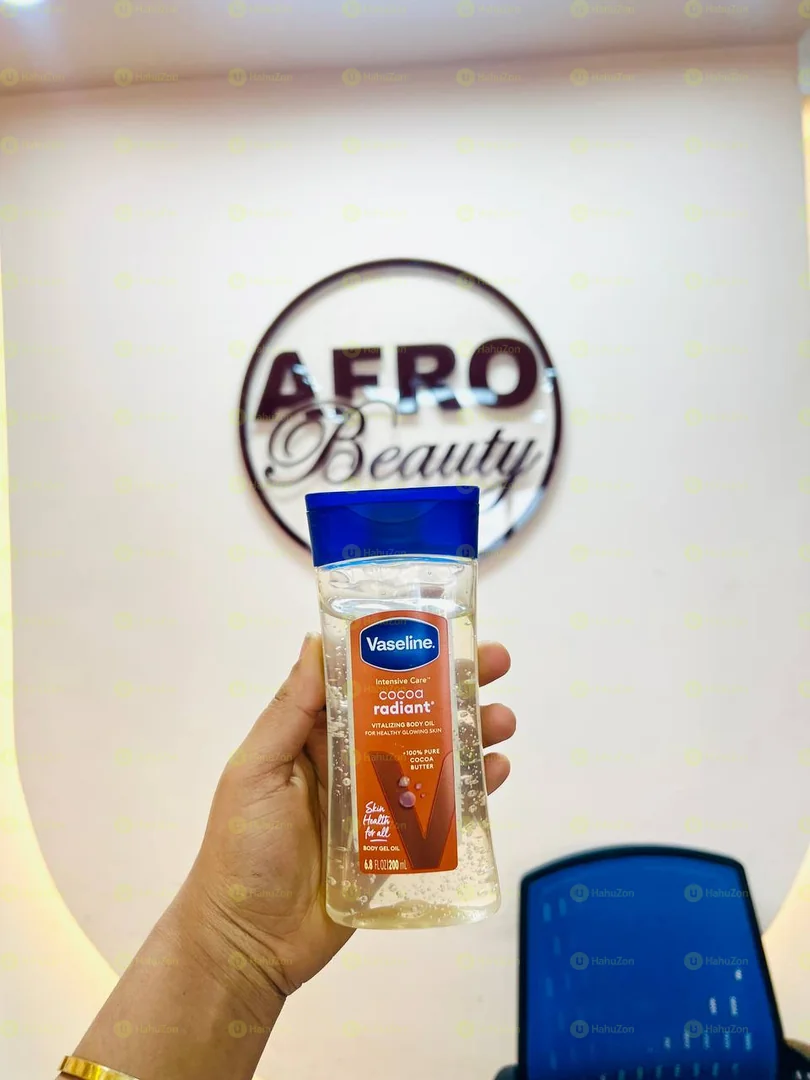 AFRO
Beauty
Vaseline.
Intensive Care™
cocoa
radiant®
VITALIZING BODY OIL
FOR HEALTHY GLOWING SKIN
+100% PURE
COCOA
BUTTER
Skin
Health
for all
BODY GEL OIL
6.8 FL OZ|200 mL
HahuZon